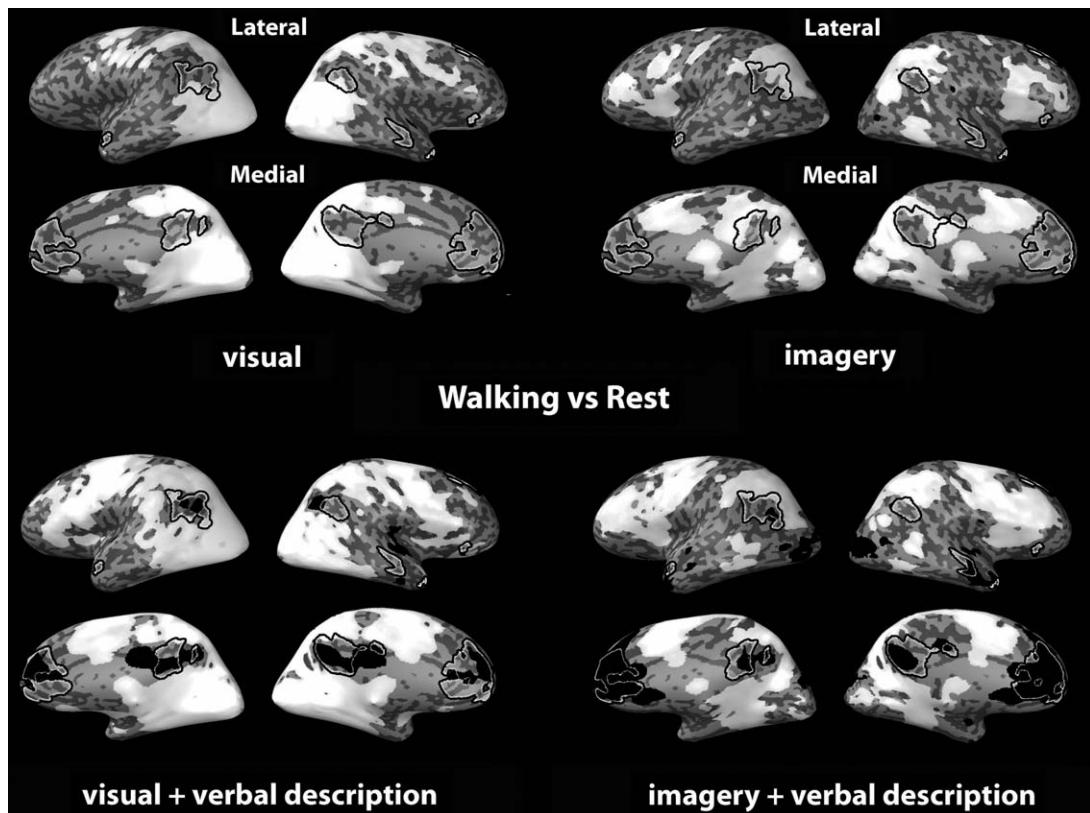 Lateral
Lateral
Medial
Medial
visual
imagery
Walking vs Rest
visual + verbal description
imagery + verbal description